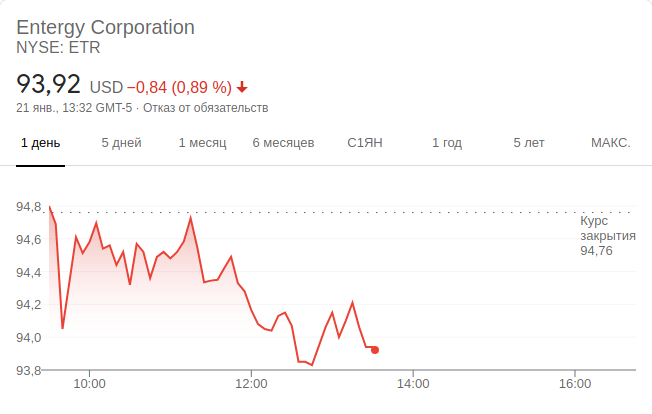 Entergy Corporation
NYSE: ETR
93,92 USD −0,84 (0,89 %)
21 янв., 13:32 GMT-5 · Отказ от обязательств
1 день 5 дней 1 месяц 6 месяцев С1ЯН 1 год 5 лет МАКС.
94,8
Курс
закрытия
94,76
94,6
94,4
94,2
94,0
93,8
10:00 12:00 14:00 16:00